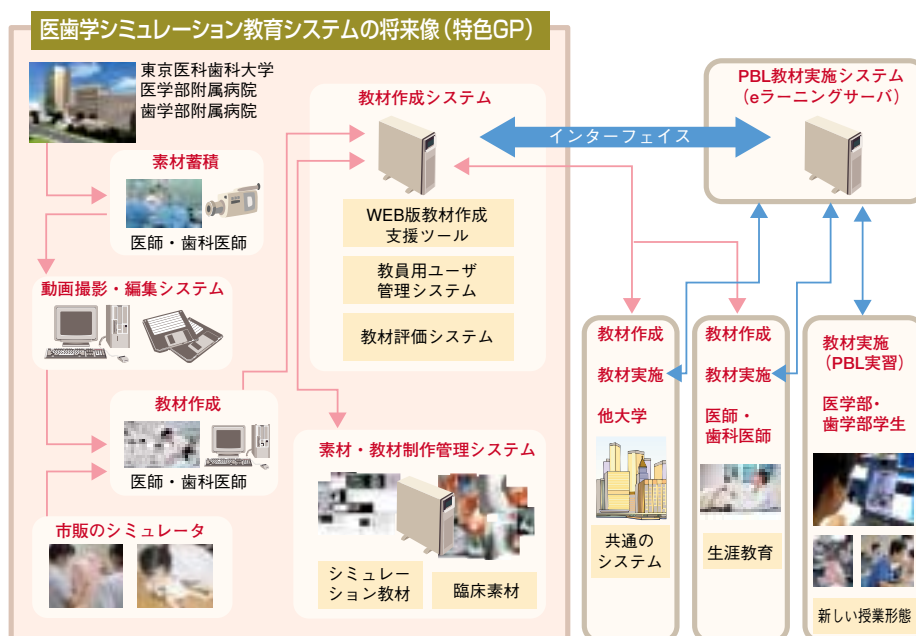 医歯学シミュレーション教育システムの将来像(特色GP)
東京医科歯科大学
医学部附属病院
歯学部附属病院
素材蓄積
医師・歯科医師
動画撮影・編集システム
教材作成
医師・歯科医師
市販のシミュレータ
教材作成システム
WEB版教材作成
支援ツール
教員用ユーザ
管理システム
教材評価システム
素材・教材制作管理システム
シミュレー
ション教材
臨床素材
インターフェイス
PBL教材実施システム
(eラーニングサーバ)
教材作成
教材実施
他大学
共通の
システム
教材作成
教材実施
医師・
歯科医師
生涯教育
教材実施
(PBL実習)
医学部・
歯学部学生
新しい授業形態